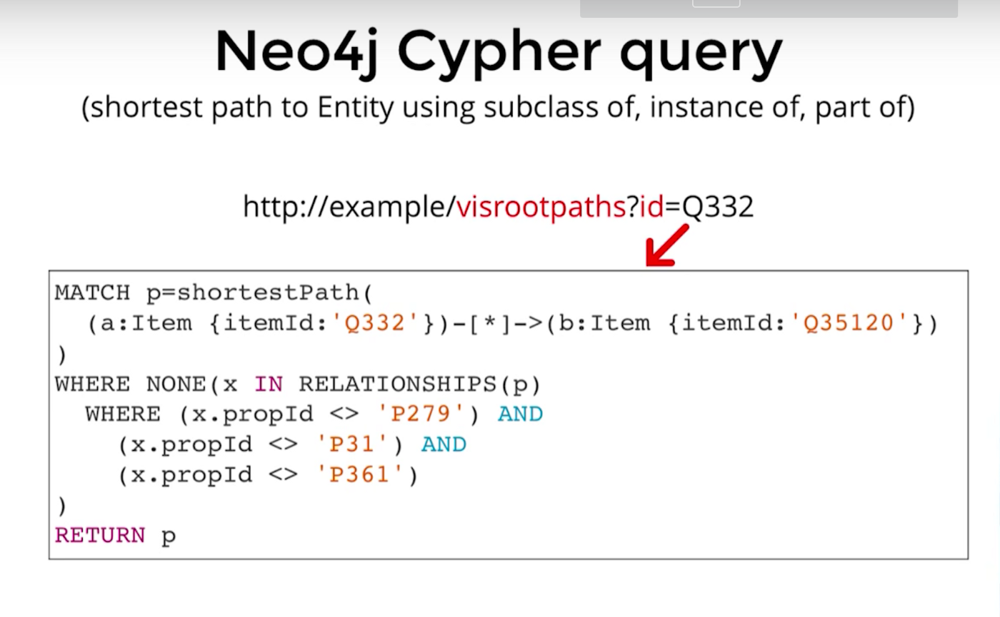 Neo4j Cypher query
(shortest path to Entity using subclass of, instance of, part of)
http://example/visrootpaths?id=Q332
MATCH p=shortestPath(
(a:Item {itemId:'Q332'})-[*]->(b:Item {itemId:'Q35120'})
)
WHERE NONE(x IN RELATIONSHIPS(p)
WHERE (x.propId <> 'P279') AND
(x.propId <> 'P31') AND
(x.propId <> 'P361')
)
RETURN p